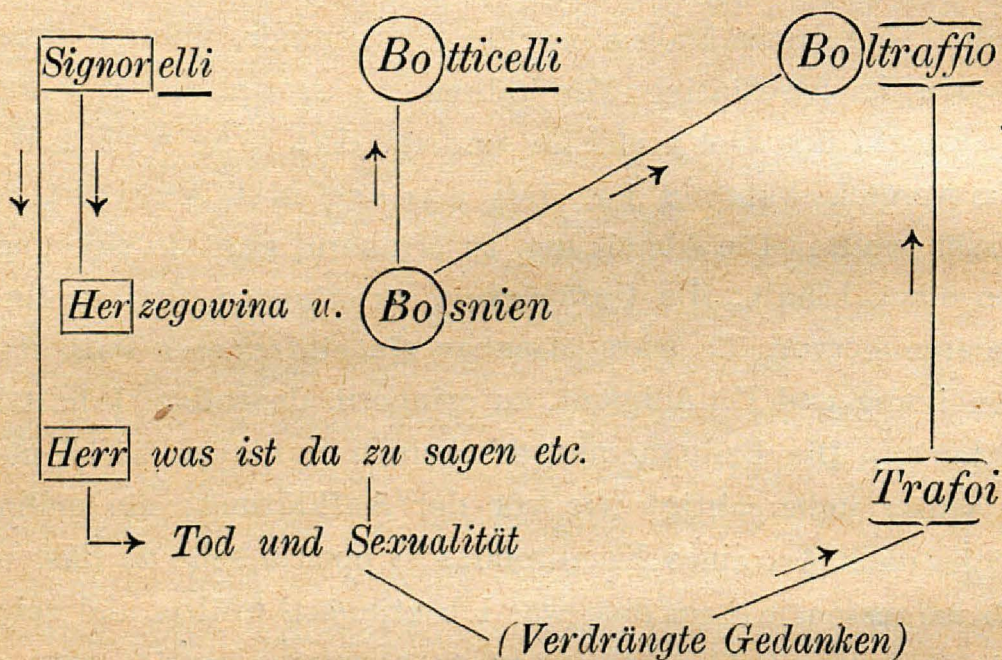 Signorelli Botticelli Boltraffio
Herzegowina u. Bosnien
Herr was ist da zu sagen etc.
Trafoi
Tod und Sexualität
(Verdrängte Gedanken)